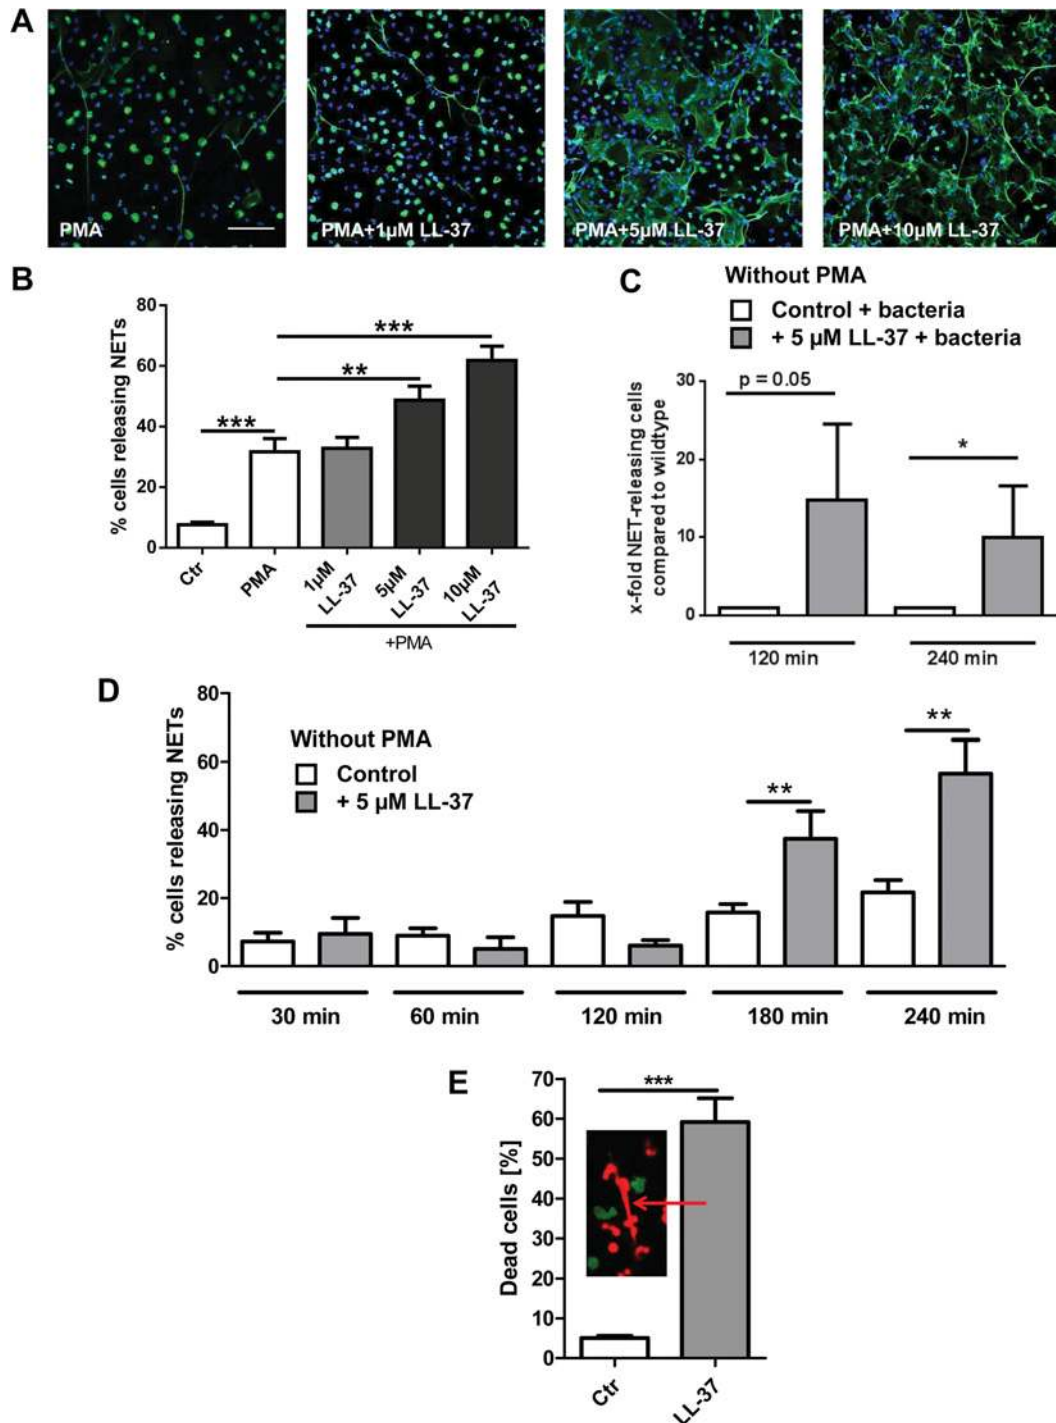 A
PMA
PMA+1µM LL-37
PMA+5µM LL-37
PMA+10µM LL-37
B
% cells releasing NETs
80
60
40
20
0
***
**
***
Ctr
PMA
1µM
LL-37
5µM
LL-37
10µM
LL-37
+PMA
C
Without PMA
Control + bacteria
+ 5 µM LL-37 + bacteria
x-fold NET-releasing cells
compared to wildtype
30
20
10
0
p = 0.05
*
120 min
240 min
D
% cells releasing NETs
80
60
40
20
0
Without PMA
Control
+ 5 µM LL-37
**
**
30 min
60 min
120 min
180 min
240 min
E
Dead cells [%]
70
60
50
40
30
20
10
0
***
Ctr
LL-37